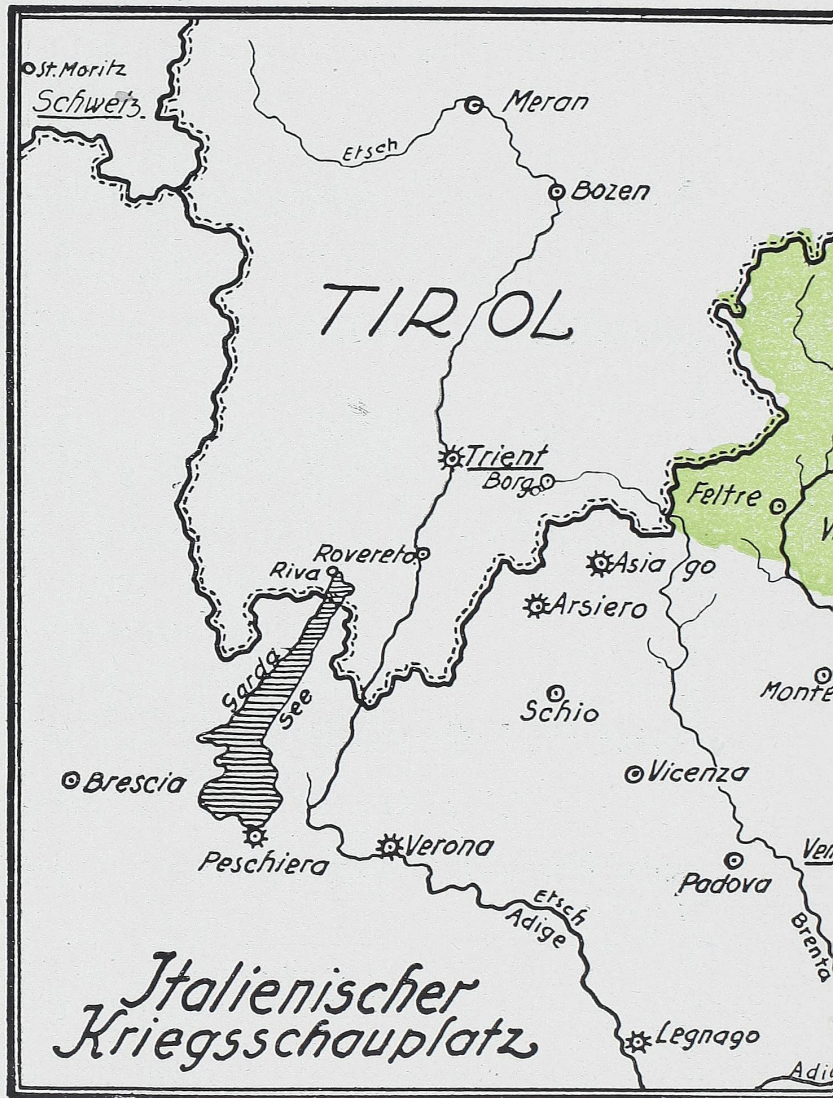 St. Moritz
Schweiz.
Meran
Etsch
Bozen
TIROL
Trient
Borgo
Feltre
Rovereto
Riva
Asiago
Arsiero
Garda
See
Schio
Monte
Brescia
Vicenza
Verona
Peschiera
Padova
Etsch
Adige
Brenta
Italienischer
Kriegsschauplatz
Legnago